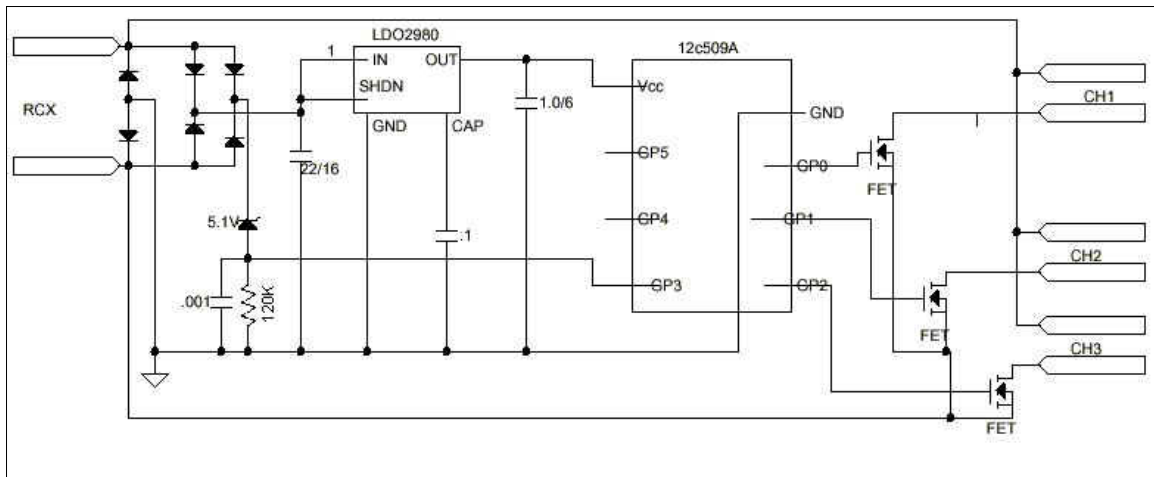 LDO2980
12c509A
1
IN
OUT
SHDN
GND
CAP
RCX
22/16
1.0/6
.1
5.1V
.001
120K
Vcc
GND
GP5
GP0
GP4
GP1
GP3
GP2
CH1
FET
CH2
FET
CH3
FET